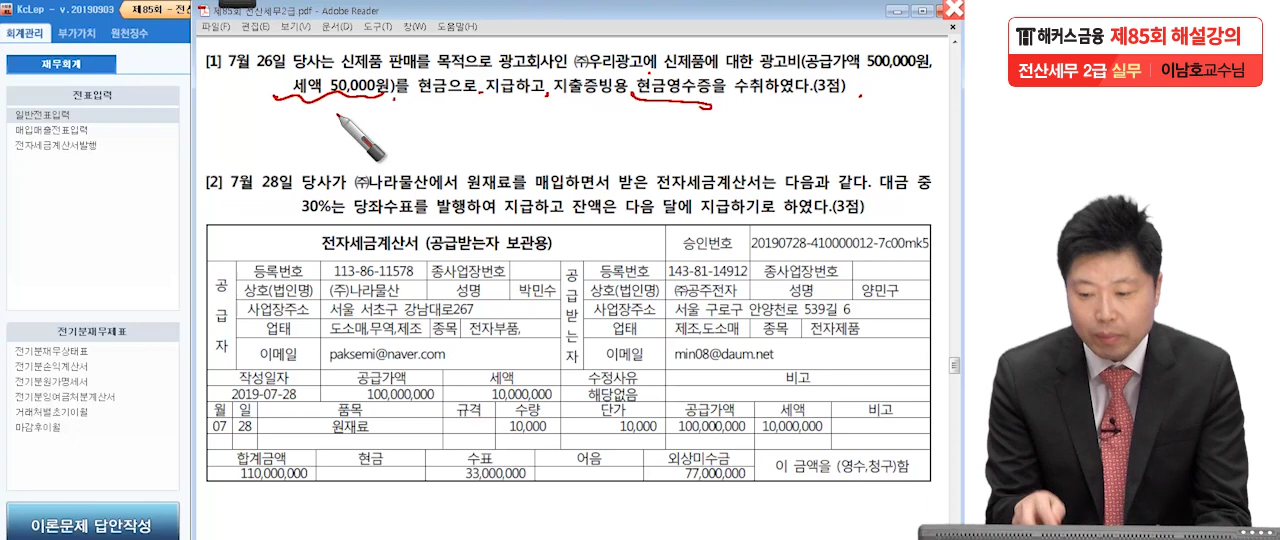 KcLep - v.20190903
제85회 - 전산
회계관리 부가가치 원천징수
재무회계
전표입력
일반전표입력
매입매출전표입력
전자세금계산서발행
전기분재무제표
전기분재무상태표
전기분손익계산서
전기분원가명세서
전기분잉여금처분계산서
거래처별초기이월
마감후이월
이론문제 답안작성
제85회 전산세무2급.pdf - Adobe Reader
파일(F) 편집(E) 보기(V) 문서(D) 도구(T) 창(W) 도움말(H)
[1] 7월 26일 당사는 신제품 판매를 목적으로 광고회사인 ㈜우리광고에 신제품에 대한 광고비(공급가액 500,000원,
세액 50,000원)를 현금으로 지급하고, 지출증빙용 현금영수증을 수취하였다.(3점)
[2] 7월 28일 당사가 ㈜나라물산에서 원재료를 매입하면서 받은 전자세금계산서는 다음과 같다. 대금 중
30%는 당좌수표를 발행하여 지급하고 잔액은 다음 달에 지급하기로 하였다.(3점)
전자세금계산서 (공급받는자 보관용) 승인번호 20190728-410000012-7c00mk5
공급자 등록번호 113-86-11578 종사업장번호 공급받는자 등록번호 143-81-14912 종사업장번호
상호(법인명) (주)나라물산 성명 박민수 상호(법인명) ㈜공주전자 성명 양민구
사업장주소 서울 서초구 강남대로267 사업장주소 서울 구로구 안양천로 539길 6
업태 도소매,무역,제조 종목 전자부품, 업태 제조,도소매 종목 전자제품
이메일 paksemi@naver.com 이메일 min08@daum.net
작성일자 공급가액 세액 수정사유 비고
2019-07-28 100,000,000 10,000,000 해당없음
월 일 품목 규격 수량 단가 공급가액 세액 비고
07 28 원재료 10,000 10,000 100,000,000 10,000,000
합계금액 현금 수표 어음 외상미수금 이 금액을 (영수,청구)함
110,000,000 33,000,000 77,000,000
해커스금융 제85회 해설강의
전산세무 2급 실무 이남호교수님